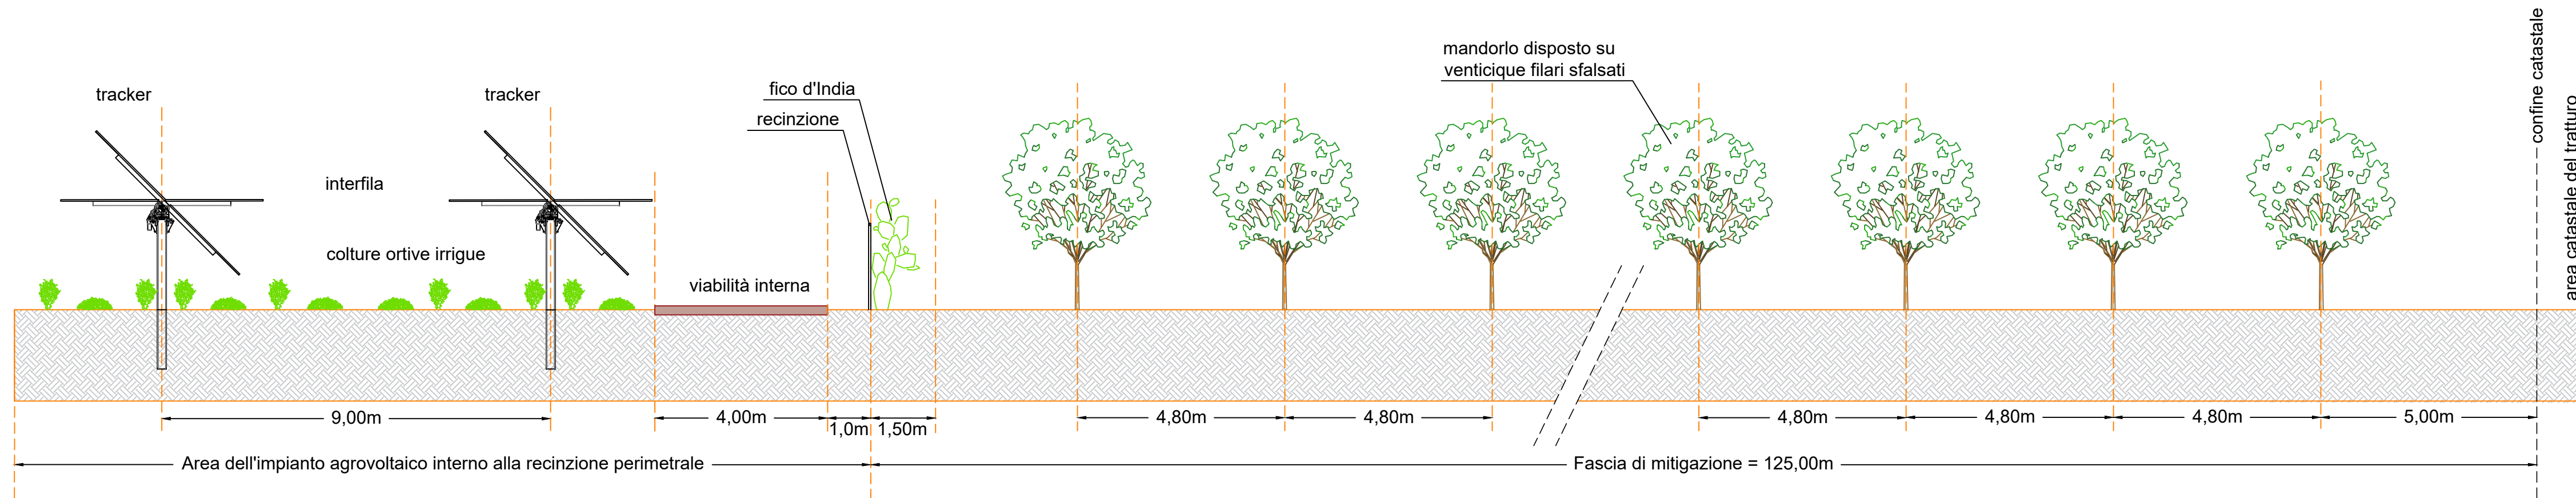 tracker
tracker
interfila
colture ortive irrigue
fico d'India
recinzione
viabilità interna
mandorlo disposto su
venticique filari sfalsati
confine catastale
area catastale del tratturo
9,00m
4,00m
1,0m
1,50m
4,80m
4,80m
4,80m
4,80m
4,80m
5,00m
Area dell'impianto agrovoltaico interno alla recinzione perimetrale
Fascia di mitigazione = 125,00m